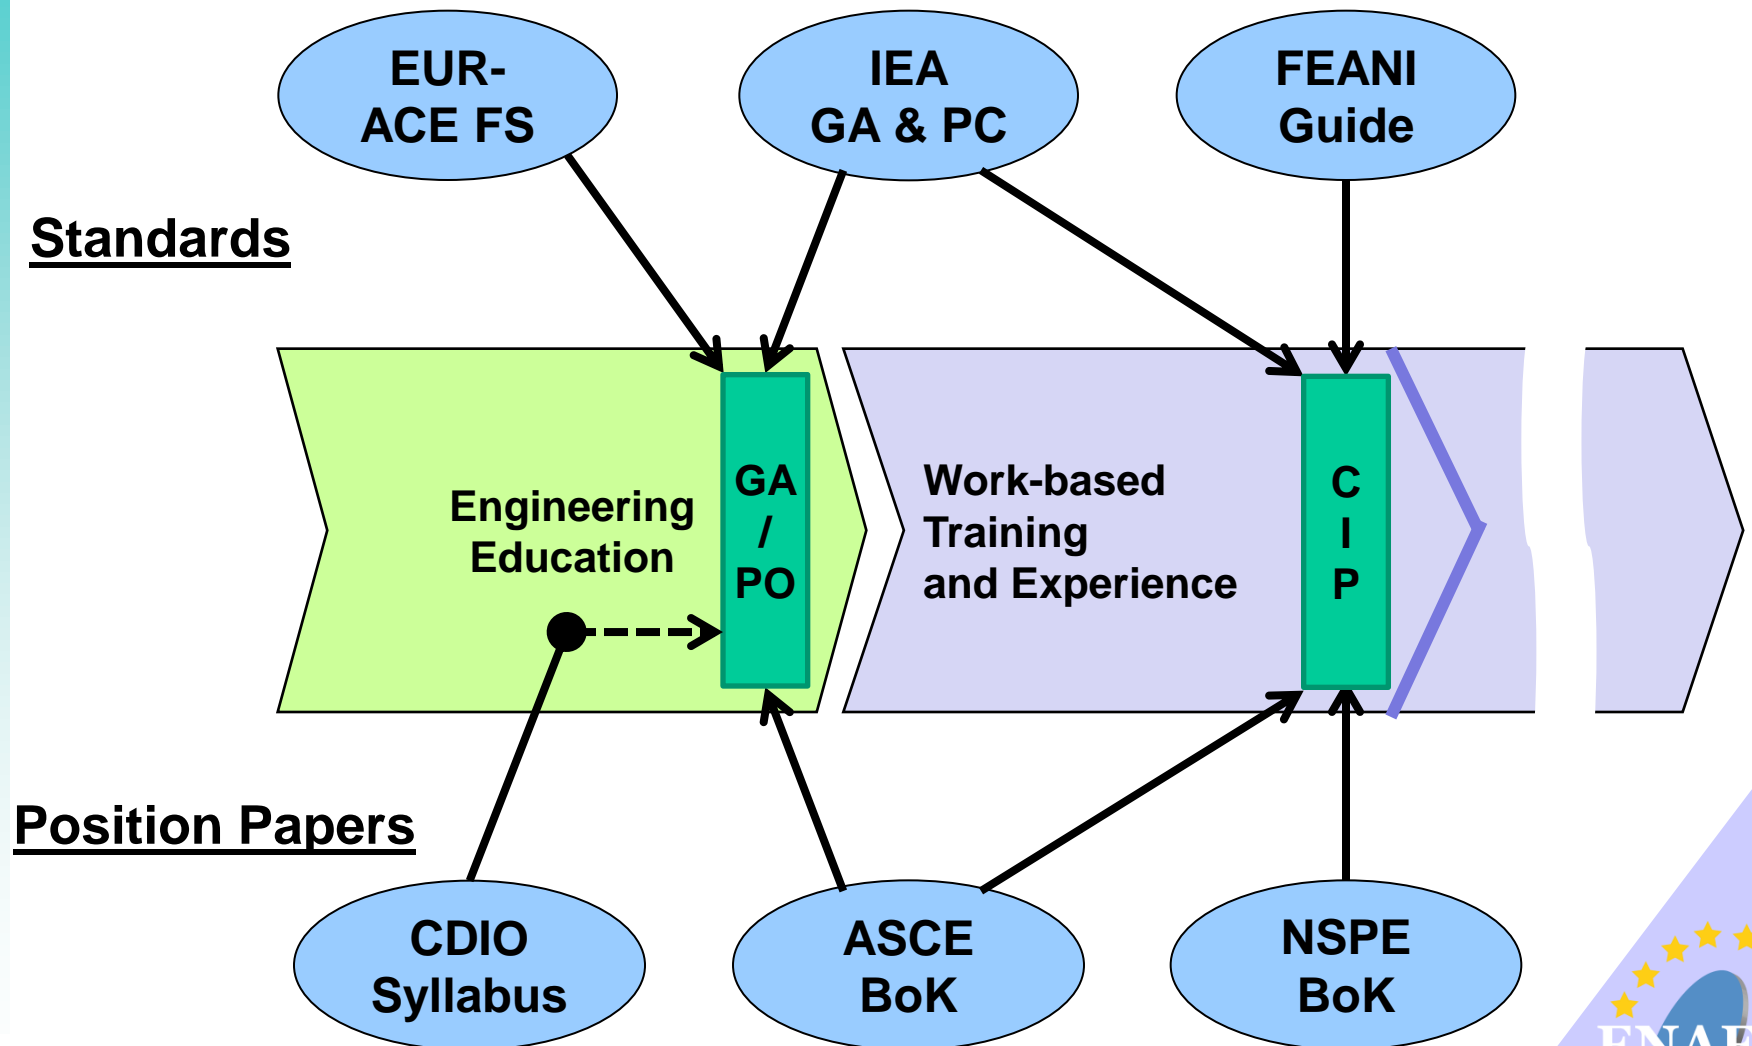 EUR-
ACE FS
IEA
GA & PC
FEANI
Guide
Standards
Engineering
Education
GA
/
PO
Work-based
Training
and Experience
C
I
P
Position Papers
CDIO
Syllabus
ASCE
BoK
NSPE
BoK